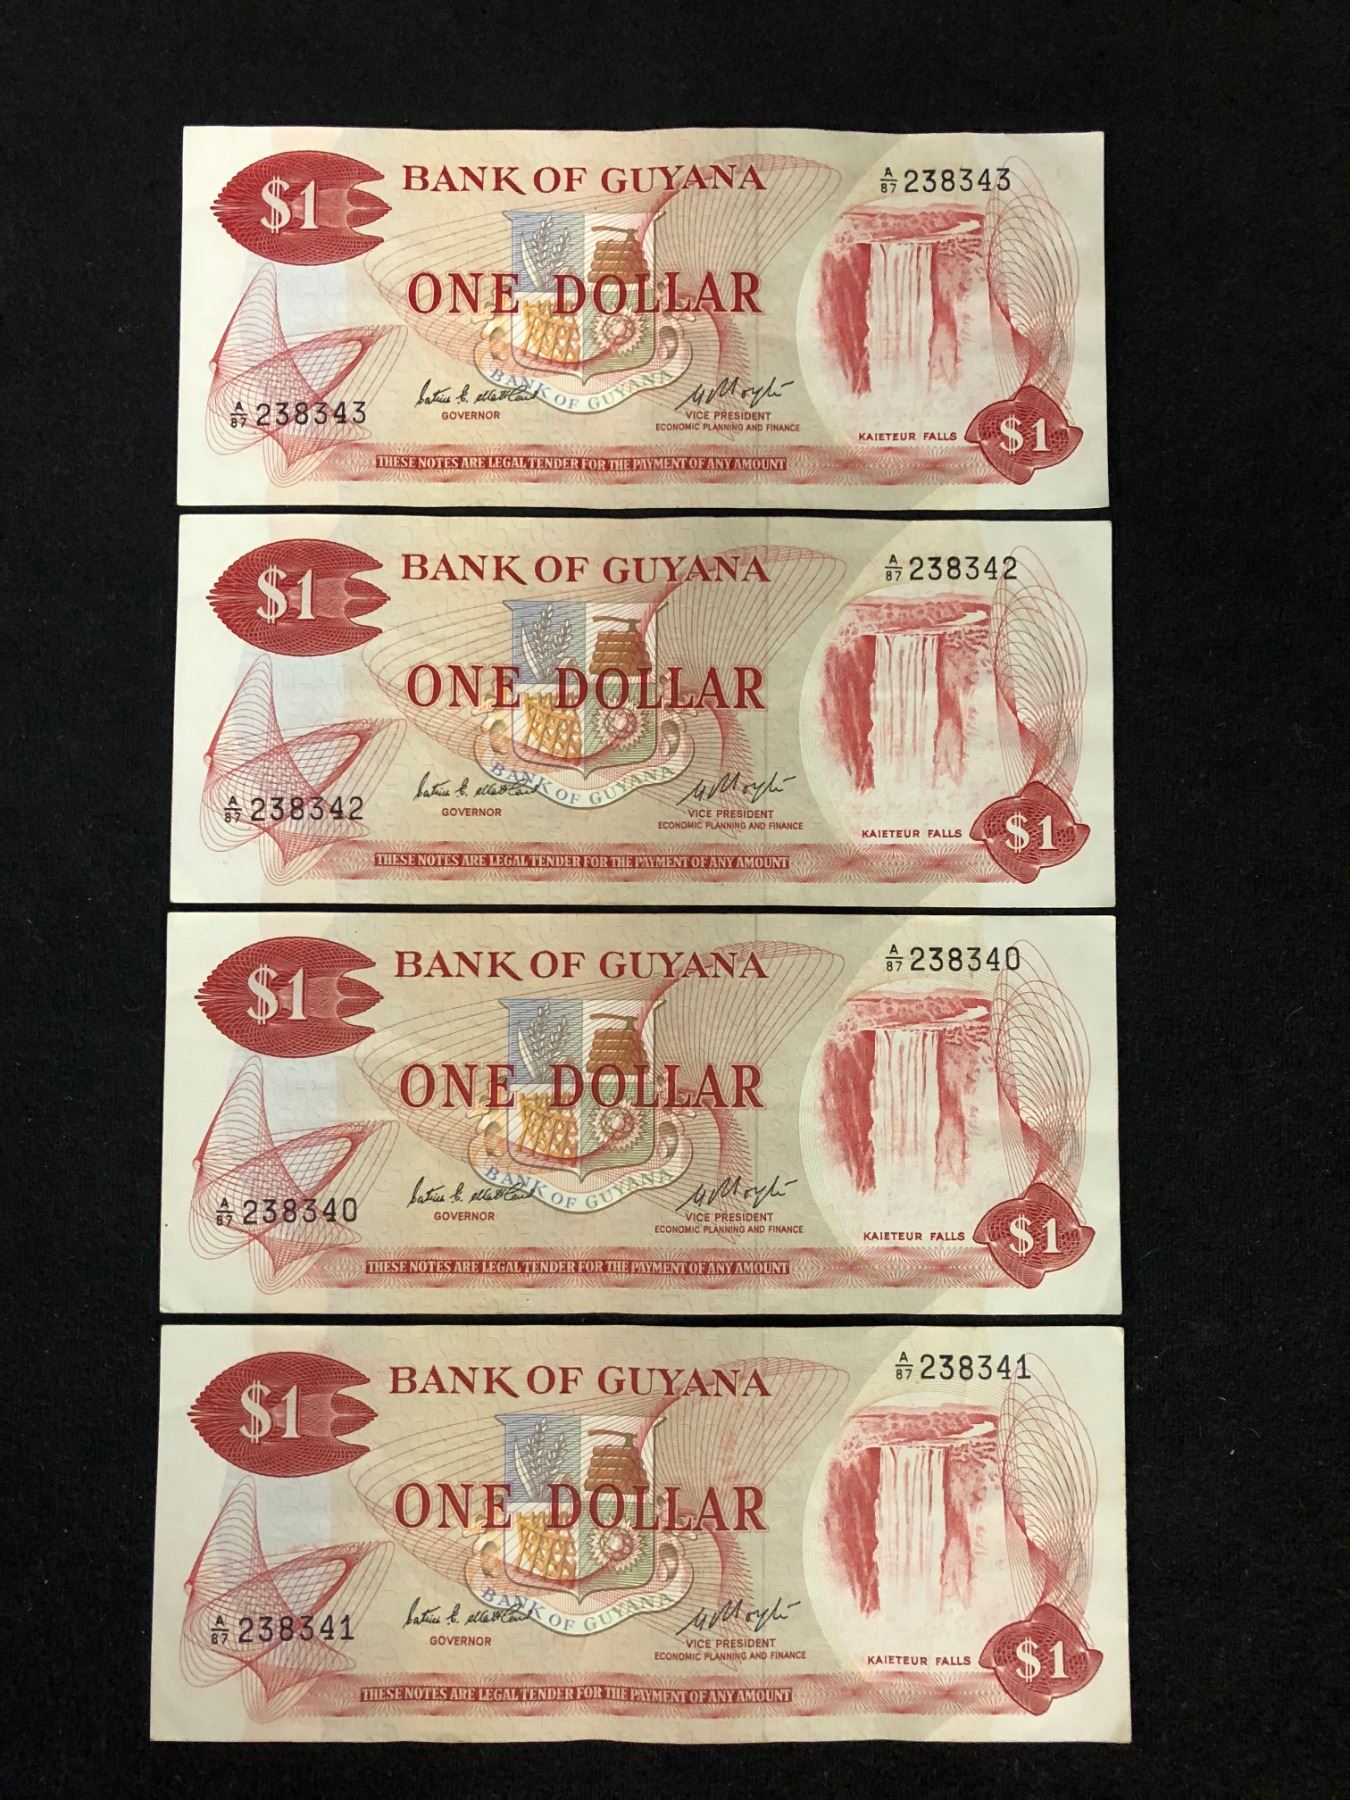 $1 BANK OF GUYANA A/87 238343
ONE DOLLAR
BANK OF GUYANA
A/87 238343 GOVERNOR VICE PRESIDENT
ECONOMIC PLANNING AND FINANCE
KAIETEUR FALLS $1
THESE NOTES ARE LEGAL TENDER FOR THE PAYMENT OF ANY AMOUNT
$1 BANK OF GUYANA A/87 238342
ONE DOLLAR
BANK OF GUYANA
A/87 238342 GOVERNOR VICE PRESIDENT
ECONOMIC PLANNING AND FINANCE
KAIETEUR FALLS $1
THESE NOTES ARE LEGAL TENDER FOR THE PAYMENT OF ANY AMOUNT
$1 BANK OF GUYANA A/87 238340
ONE DOLLAR
BANK OF GUYANA
A/87 238340 GOVERNOR VICE PRESIDENT
ECONOMIC PLANNING AND FINANCE
KAIETEUR FALLS $1
THESE NOTES ARE LEGAL TENDER FOR THE PAYMENT OF ANY AMOUNT
$1 BANK OF GUYANA A/87 238341
ONE DOLLAR
BANK OF GUYANA
A/87 238341 GOVERNOR VICE PRESIDENT
ECONOMIC PLANNING AND FINANCE
KAIETEUR FALLS $1
THESE NOTES ARE LEGAL TENDER FOR THE PAYMENT OF ANY AMOUNT